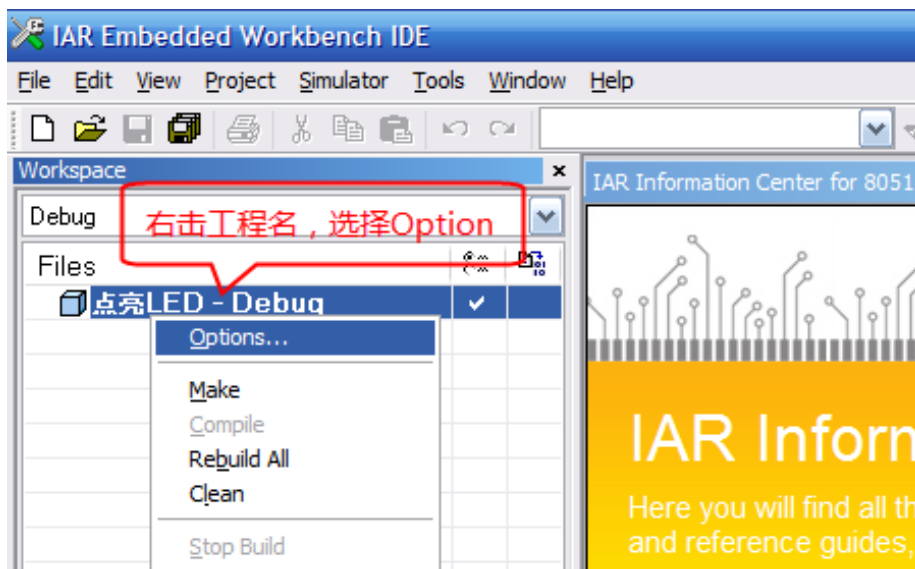 IAR Embedded Workbench IDE
File Edit View Project Simulator Tools Window Help
Workspace
IAR Information Center for 8051
Debug
右击工程名，选择Option
Files
点亮LED - Debug
Options...
Make
Compile
Rebuild All
Clean
Stop Build
IAR Inform
Here you will find all th
and reference guides,